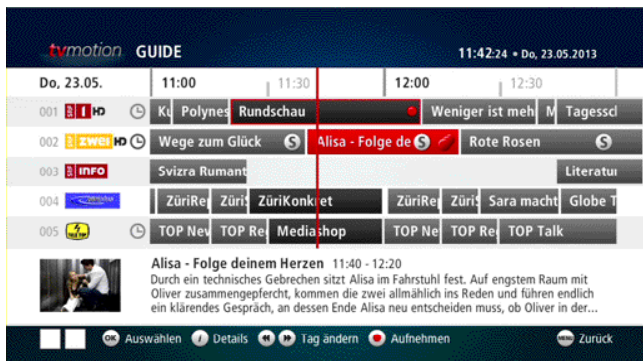 tvmotion GUIDE 11:42:24 • Do, 23.05.2013
Do, 23.05. 11:00 11:30 12:00 12:30
001 SRF 1 HD Polynes Rundschau Weniger ist meh M Tagessch
002 SRF zwei HD Wege zum Glück S Alisa - Folge de S Rote Rosen S
003 SRF INFO Svizra Rumant Literatu
004 ZüriRe ZüriS ZüriKonkret ZüriRe ZüriS Sara macht Globe T
005 TOP Nev TOP Re Mediashop TOP Ne TOP Re TOP Talk
Alisa - Folge deinem Herzen 11:40 - 12:20
Durch ein technisches Gebrechen sitzt Alisa im Fahrstuhl fest. Auf engstem Raum mit
Oliver zusammengepfercht, kommen die zwei allmählich ins Reden und führen endlich
ein klärendes Gespräch, an dessen Ende Alisa neu entscheiden muss, ob Oliver in der...
OK Auswählen i Details Tag ändern Aufnehmen MENU Zurück